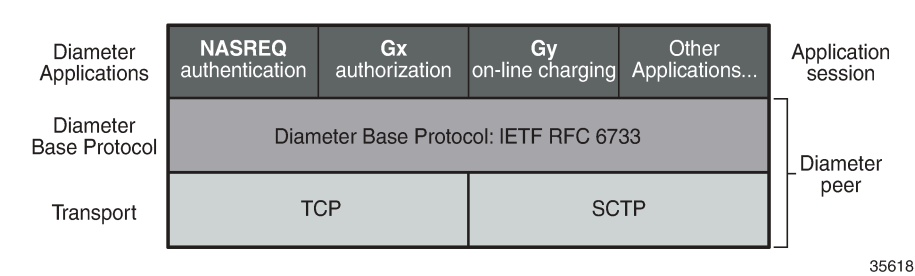 Diameter
Applications
NASREQ
authentication
Gx
authorization
Gy
on-line charging
Other
Applications...
Application
session
Diameter
Base Protocol
Diameter Base Protocol: IETF RFC 6733
Diameter
peer
Transport
TCP
SCTP
35618